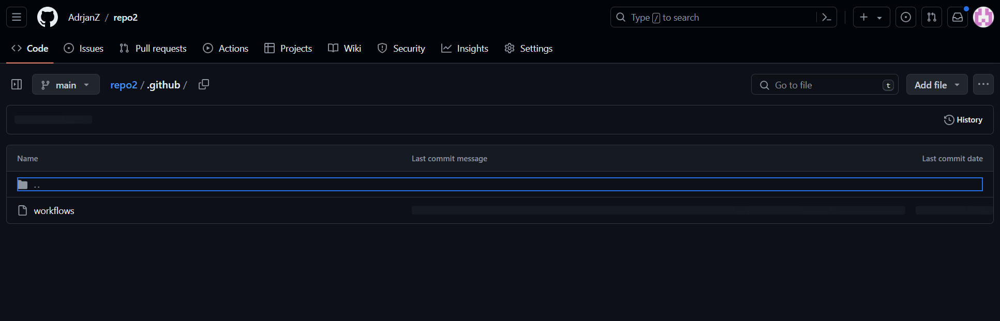 AdrjanZ / repo2
Type / to search
Code Issues Pull requests Actions Projects Wiki Security Insights Settings
main repo2 / .github / Go to file t Add file
History
Name Last commit message Last commit date
..
workflows